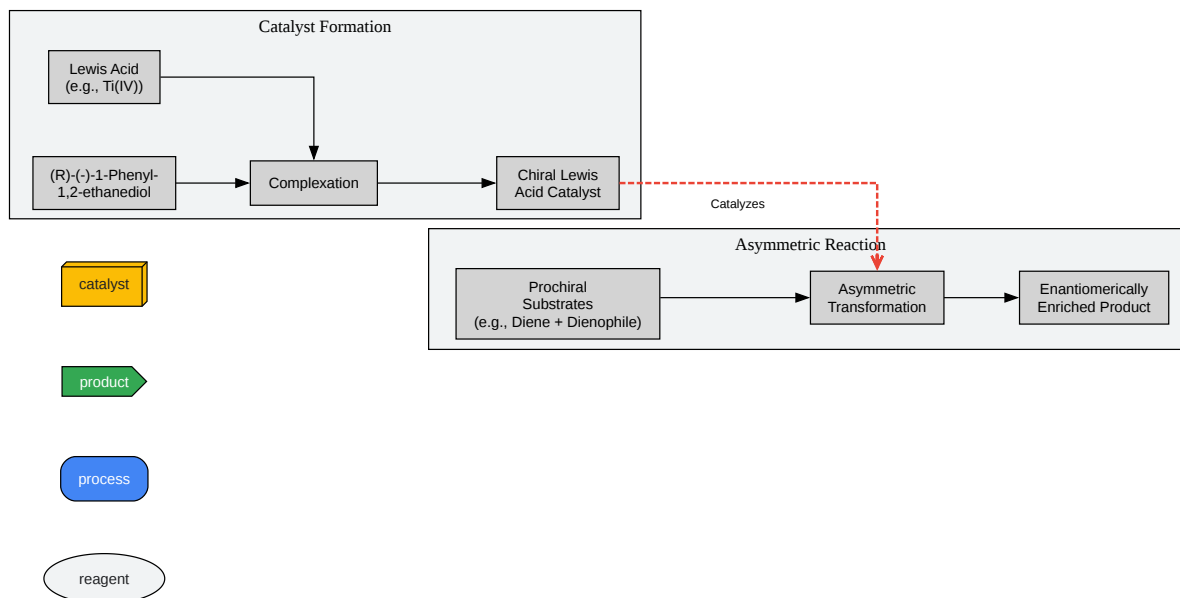 Catalyst Formation
Lewis Acid
(e.g., Ti(IV))
(R)-(-)-1-Phenyl-
1,2-ethanediol
Complexation
Chiral Lewis
Acid Catalyst
Catalyzes
Asymmetric Reaction
Prochiral
Substrates
(e.g., Diene + Dienophile)
Asymmetric
Transformation
Enantiomerically
Enriched Product
catalyst
product
process
reagent